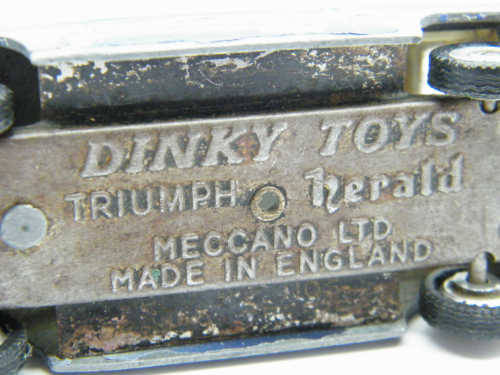 DINKY TOYS
TRIUMPH Herald
MECCANO LTD
MADE IN ENGLAND